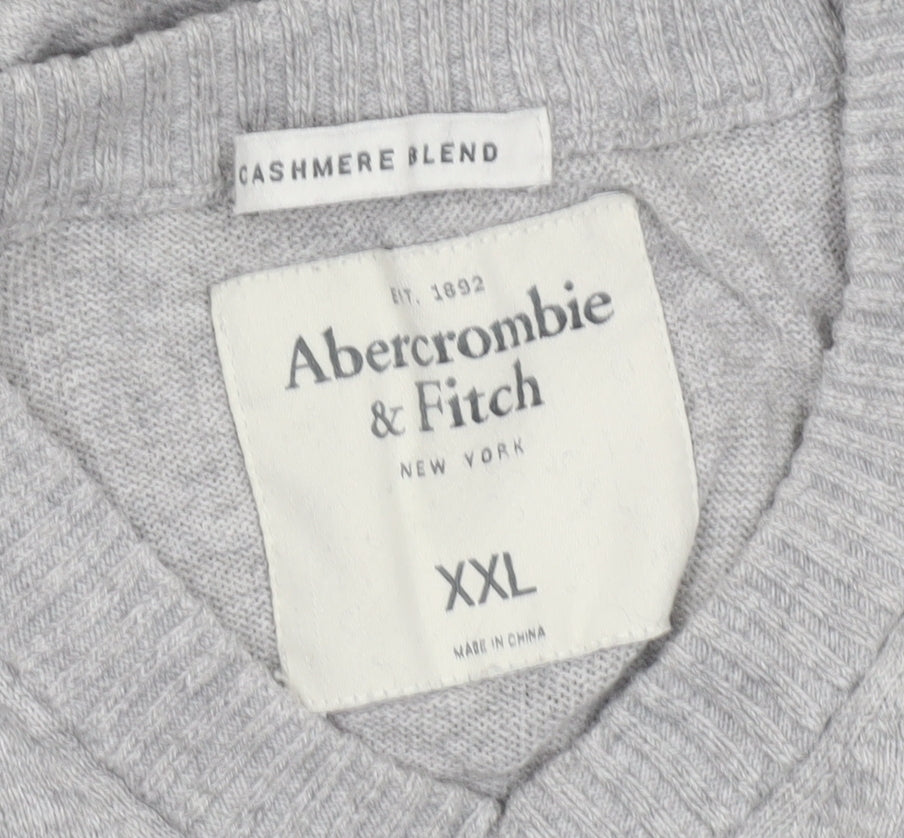 CASHMERE BLEND
EST. 1892
Abercrombie
& Fitch
NEW YORK
XXL
MADE IN CHINA